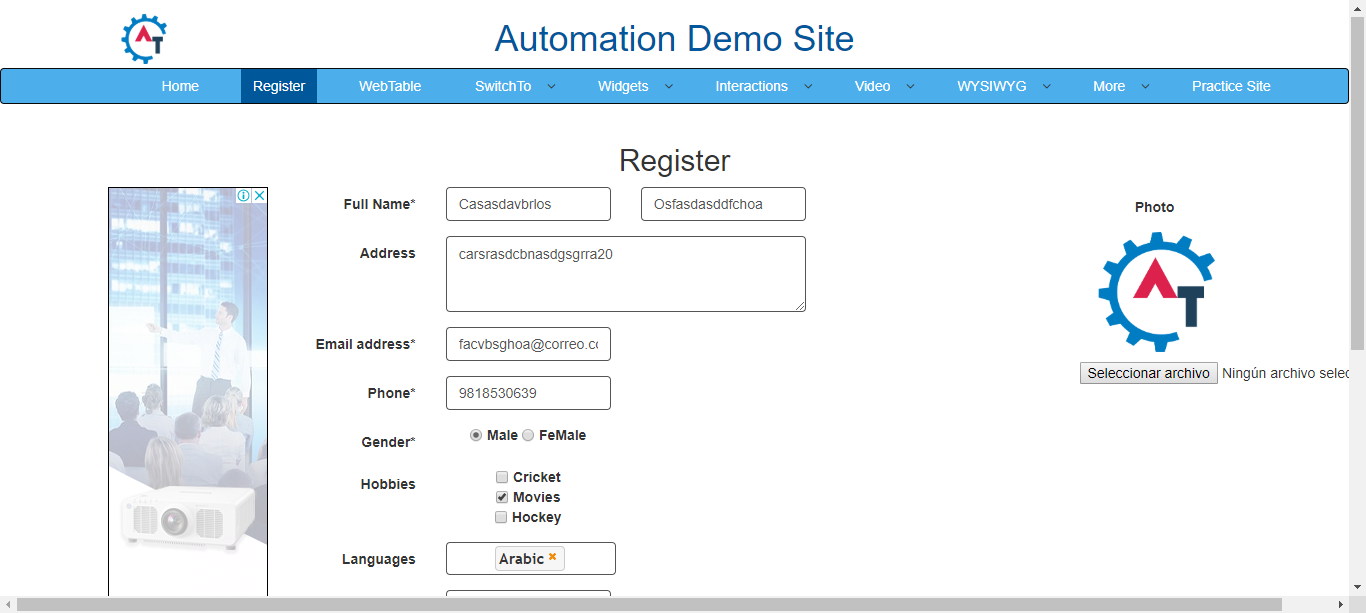 Automation Demo Site
Home Register WebTable SwitchTo Widgets Interactions Video WYSIWYG More Practice Site
Register
Full Name* Casasdavbrlos Osfasdasddfchoa
Photo
Address carsrasdcbnasdgsgrra20
Email address* facvbsghoa@correo.cc
Seleccionar archivo Ningún archivo selec
Phone* 9818530639
Gender* Male FeMale
Hobbies Cricket
Movies
Hockey
Languages Arabic